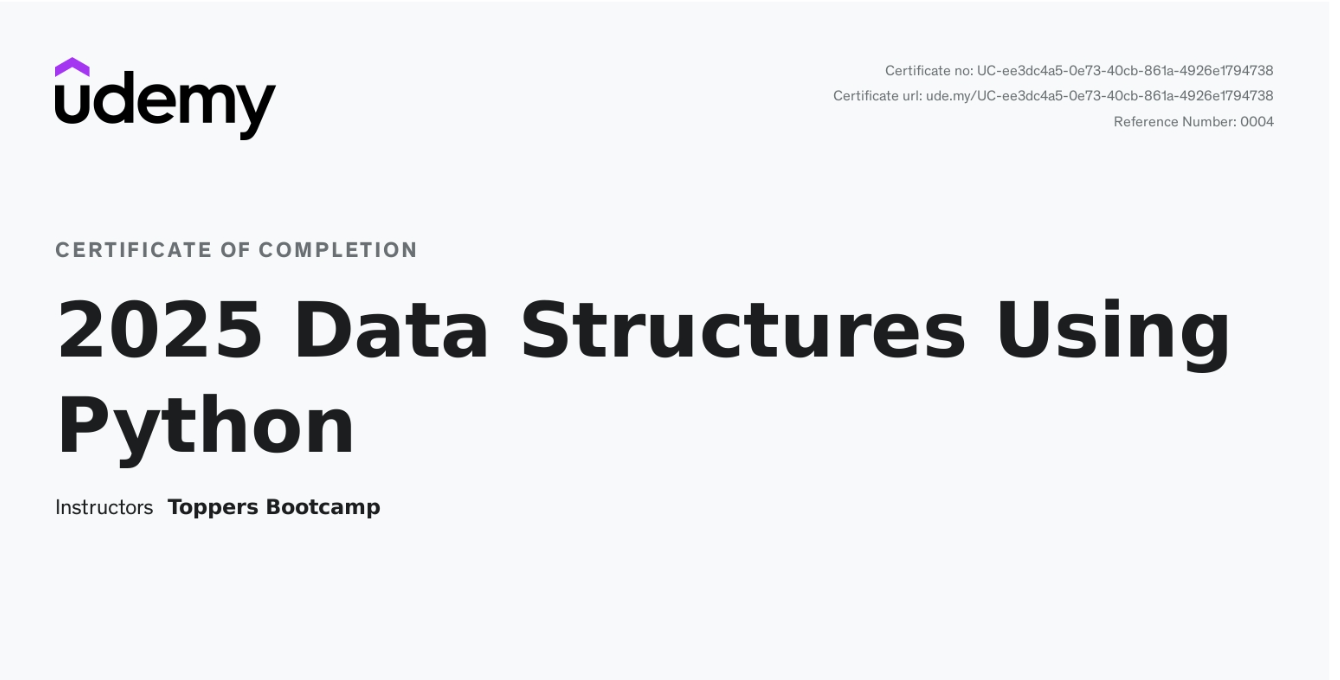 udemy
Certificate no: UC-ee3dc4a5-0e73-40cb-861a-4926e1794738
Certificate url: ude.my/UC-ee3dc4a5-0e73-40cb-861a-4926e1794738
Reference Number: 0004
CERTIFICATE OF COMPLETION
2025 Data Structures Using
Python
Instructors Toppers Bootcamp